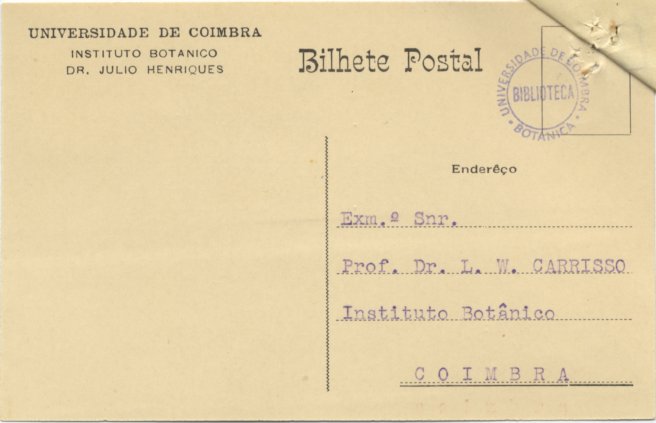 UNIVERSIDADE DE COIMBRA
INSTITUTO BOTANICO
DR. JULIO HENRIQUES
Bilhete Postal
UNIVERSIDADE DE COIMBRA
BIBLIOTECA
BOTÂNICA
Enderêço
Exm.º Snr.
Prof. Dr. L. W. CARRISSO
Instituto Botânico
COIMBRA